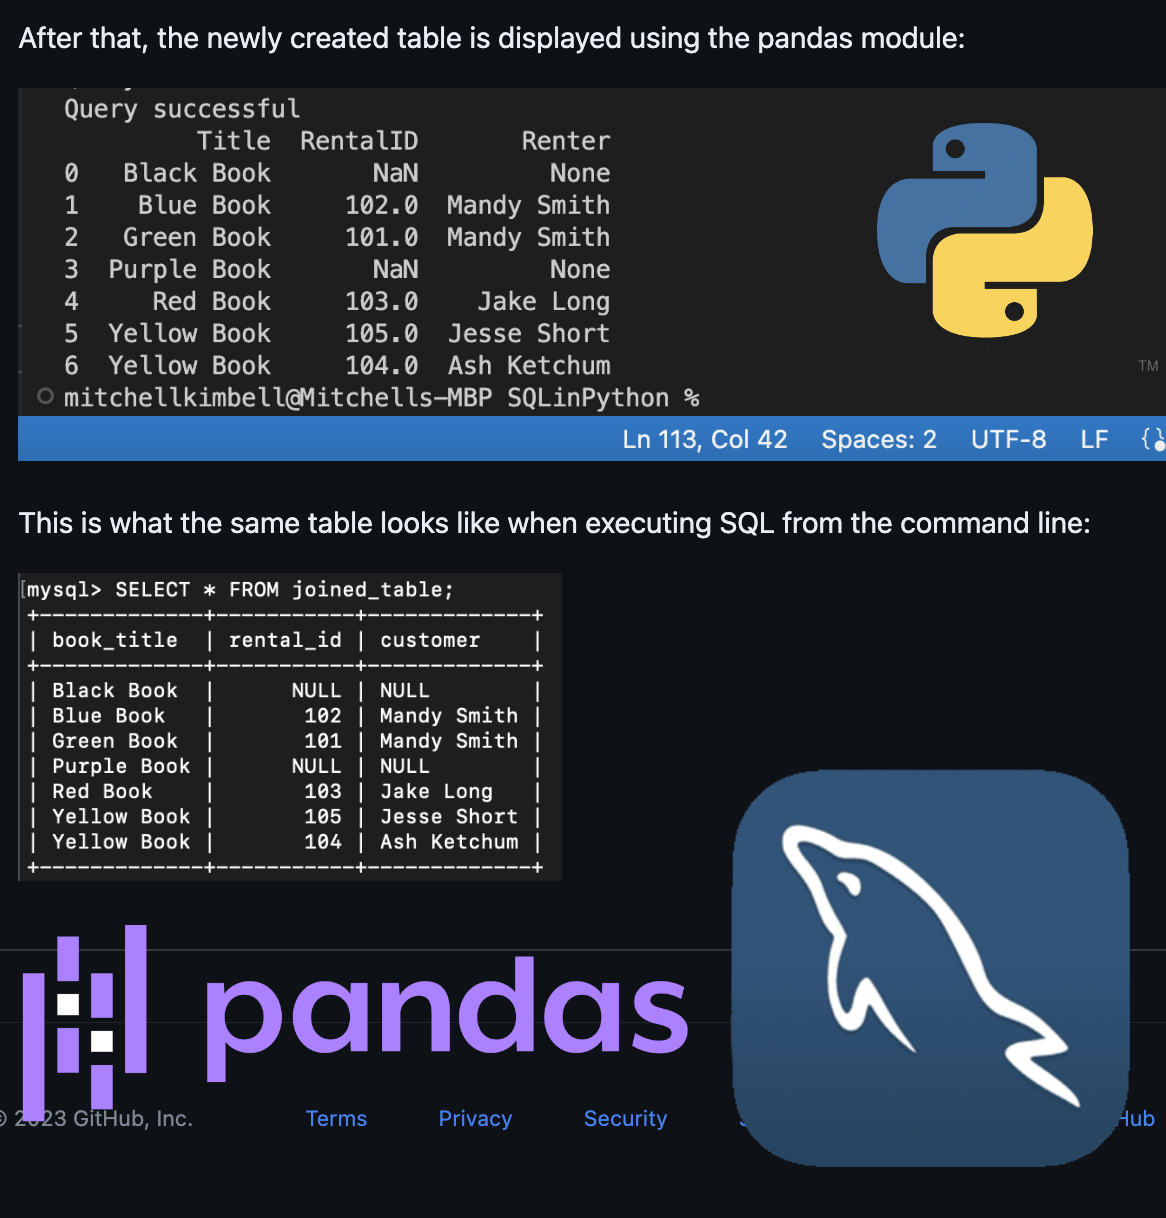 After that, the newly created table is displayed using the pandas module:
Query successful
Title RentalID Renter
0 Black Book NaN None
1 Blue Book 102.0 Mandy Smith
2 Green Book 101.0 Mandy Smith
3 Purple Book NaN None
4 Red Book 103.0 Jake Long
5 Yellow Book 105.0 Jesse Short
6 Yellow Book 104.0 Ash Ketchum
mitchellkimbell@Mitchells-MBP SQLinPython %
TM
Ln 113, Col 42 Spaces: 2 UTF-8 LF {}
This is what the same table looks like when executing SQL from the command line:
[mysql> SELECT * FROM joined_table;
+-------------+-----------+-------------+
| book_title | rental_id | customer |
+-------------+-----------+-------------+
| Black Book | NULL | NULL |
| Blue Book | 102 | Mandy Smith |
| Green Book | 101 | Mandy Smith |
| Purple Book | NULL | NULL |
| Red Book | 103 | Jake Long |
| Yellow Book | 105 | Jesse Short |
| Yellow Book | 104 | Ash Ketchum |
+-------------+-----------+-------------+
pandas
© 2023 GitHub, Inc. Terms Privacy Security Hub